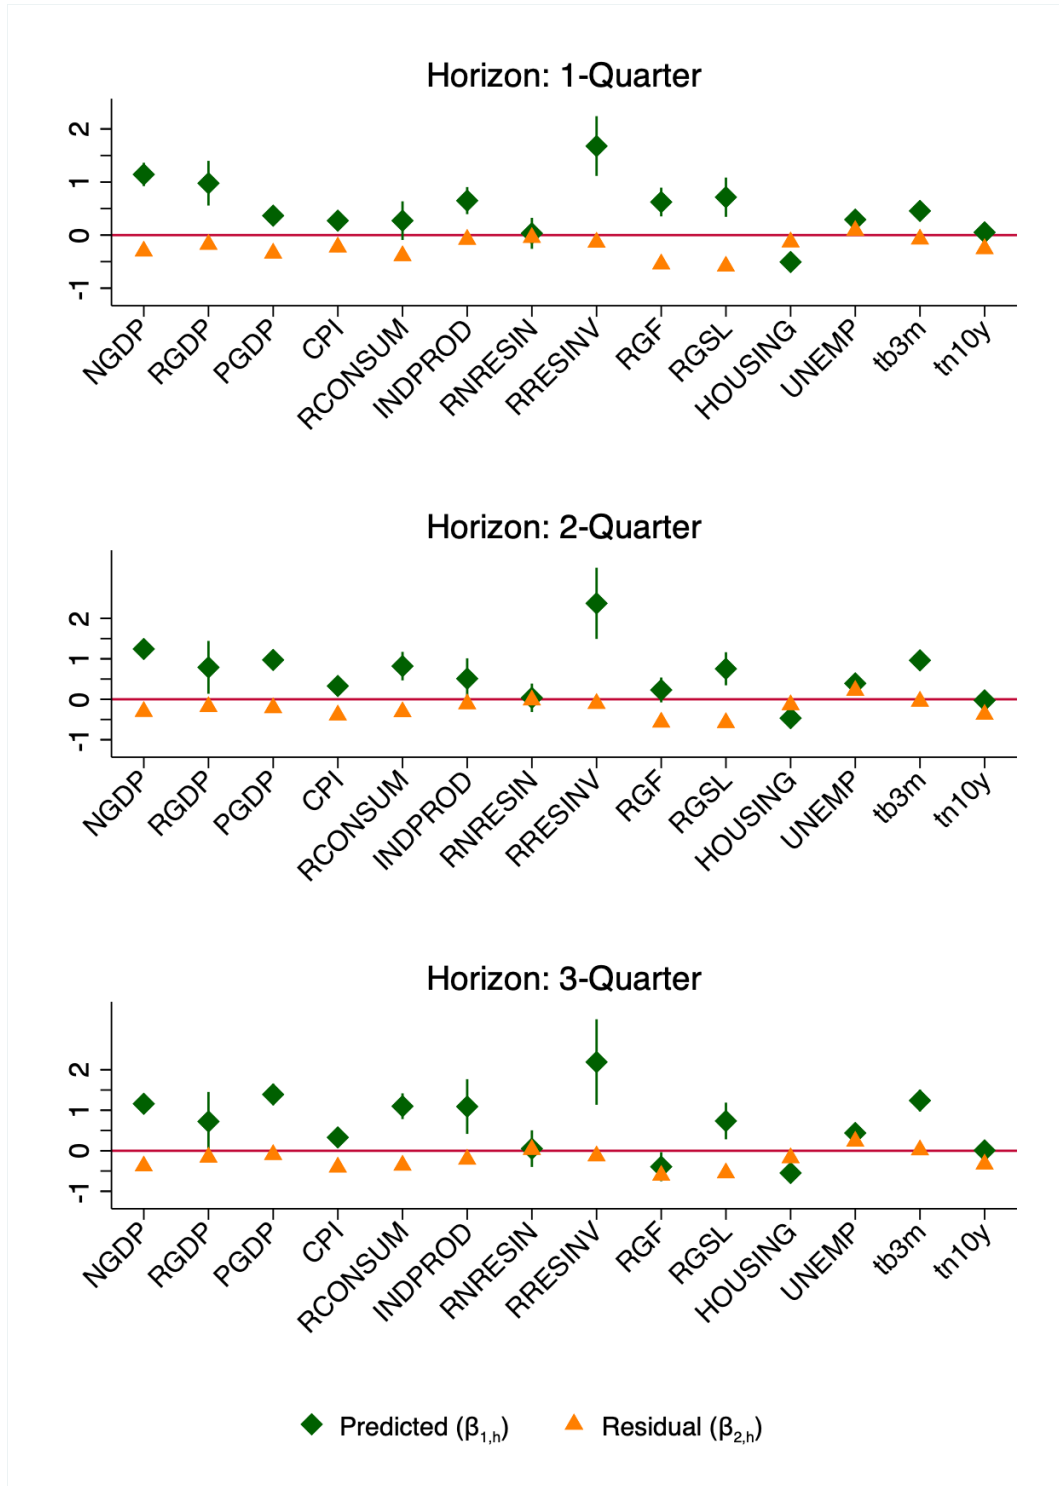 Horizon: 1-Quarter
2
1
0
-1
NGDP
RGDP
PGDP
CPI
RCONSUM
INDPROD
RNRESIN
RRESINV
RGF
RGSL
HOUSING
UNEMP
tb3m
tn10y
Horizon: 2-Quarter
2
1
0
-1
NGDP
RGDP
PGDP
CPI
RCONSUM
INDPROD
RNRESIN
RRESINV
RGF
RGSL
HOUSING
UNEMP
tb3m
tn10y
Horizon: 3-Quarter
2
1
0
-1
NGDP
RGDP
PGDP
CPI
RCONSUM
INDPROD
RNRESIN
RRESINV
RGF
RGSL
HOUSING
UNEMP
tb3m
tn10y
Predicted (β1,h) Residual (β2,h)